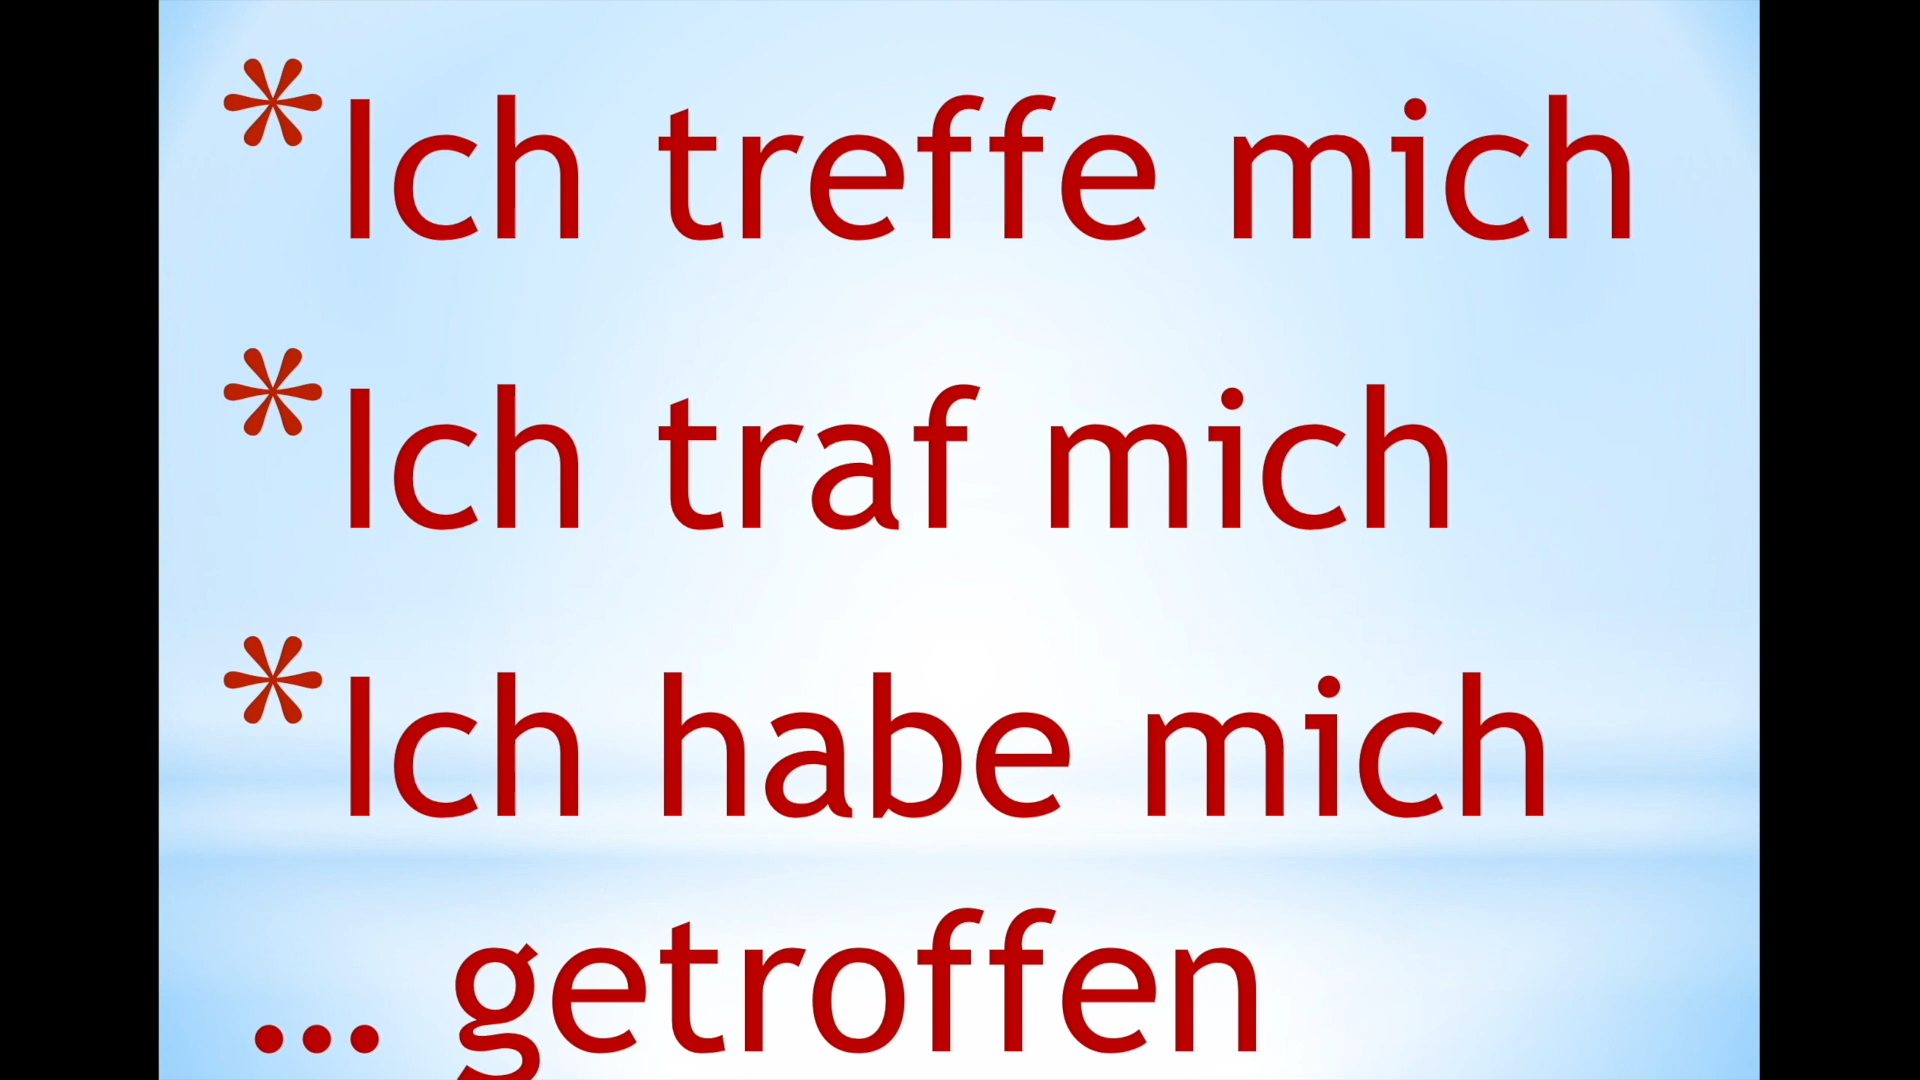 *Ich treffe mich
*Ich traf mich
*Ich habe mich
... getroffen